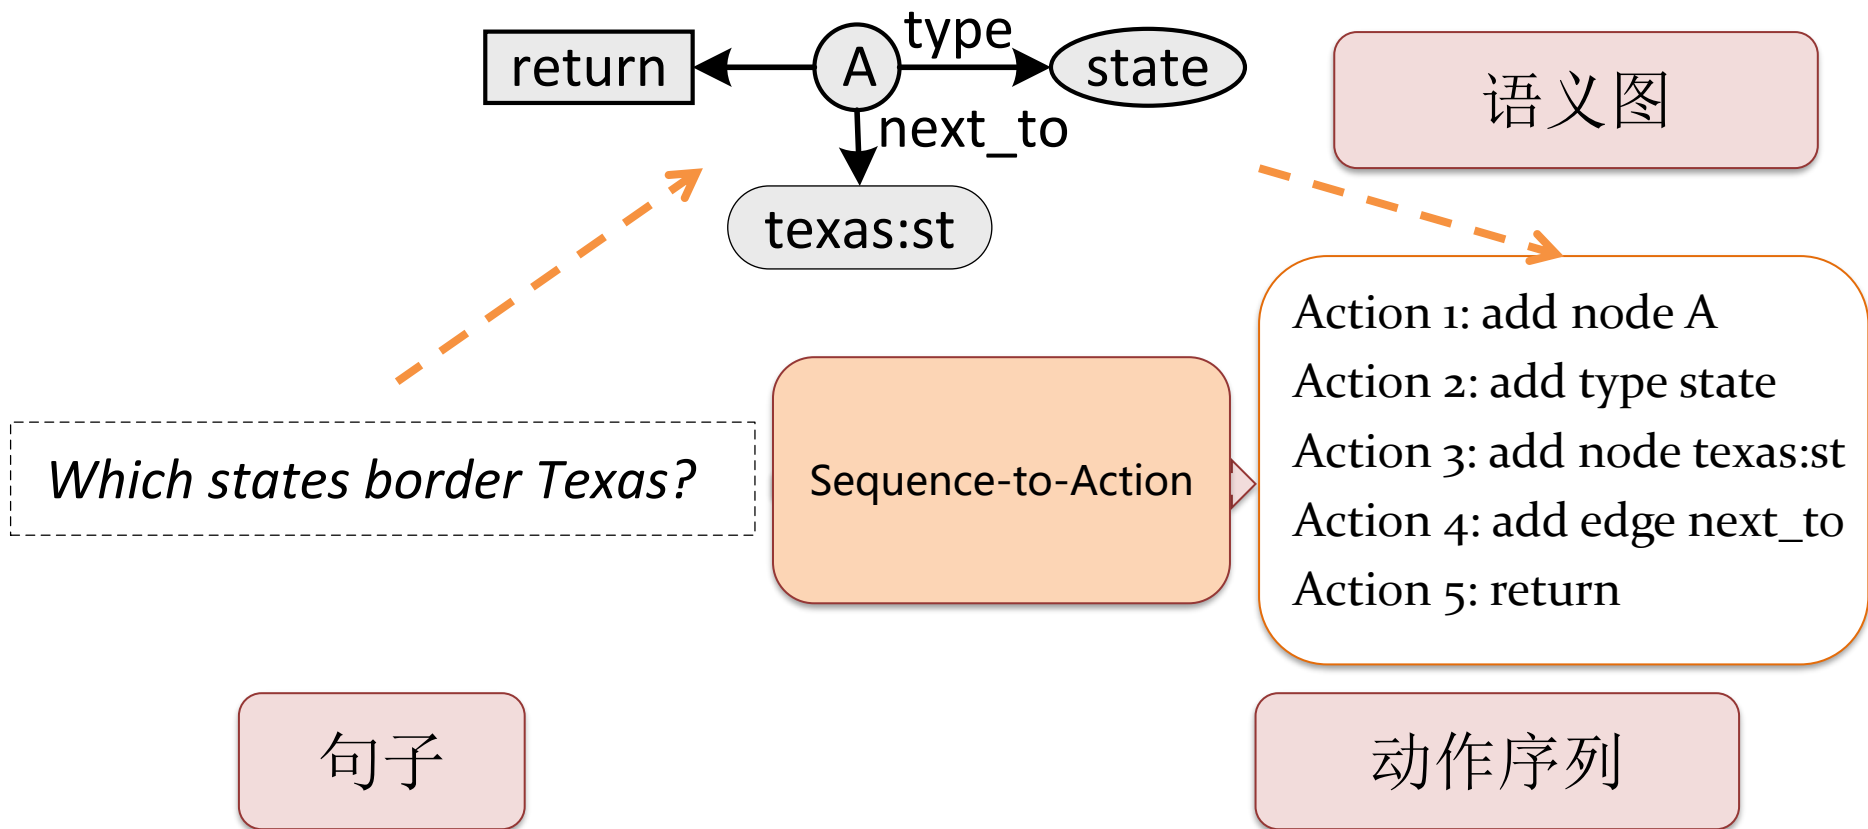 return
A
type
state
next_to
texas:st
语义图
Which states border Texas?
Sequence-to-Action
Action 1: add node A
Action 2: add type state
Action 3: add node texas:st
Action 4: add edge next_to
Action 5: return
句子
动作序列